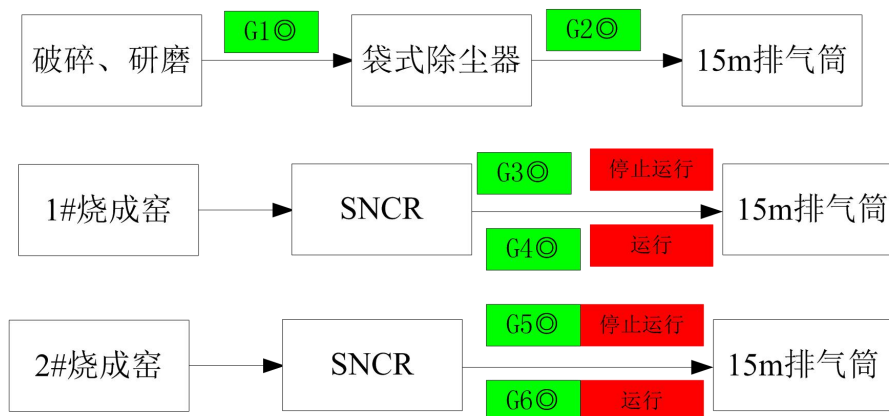 G1◎
G2◎
破碎、研磨
袋式除尘器
15m排气筒
G3◎
停止运行
1#烧成窑
SNCR
15m排气筒
G4◎
运行
G5◎
停止运行
2#烧成窑
SNCR
15m排气筒
G6◎
运行